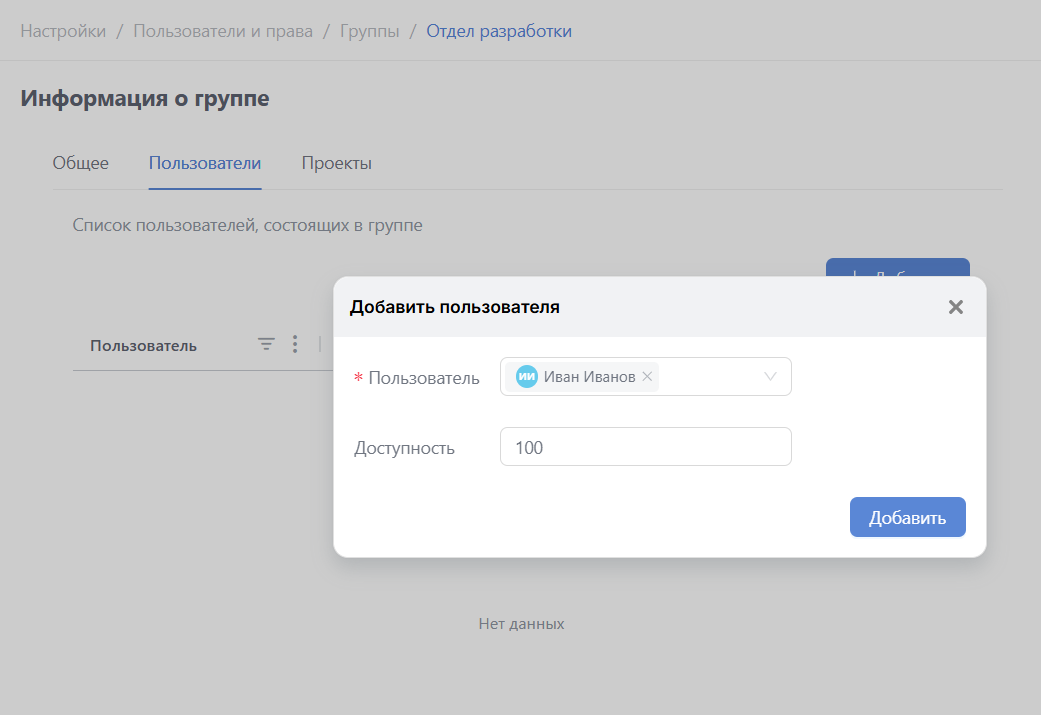 Настройки / Пользователи и права / Группы / Отдел разработки
Информация о группе
Общее Пользователи Проекты
Список пользователей, состоящих в группе
Добавить пользователя
Пользователь
* Пользователь ИИ Иван Иванов
Доступность 100
Добавить
Нет данных